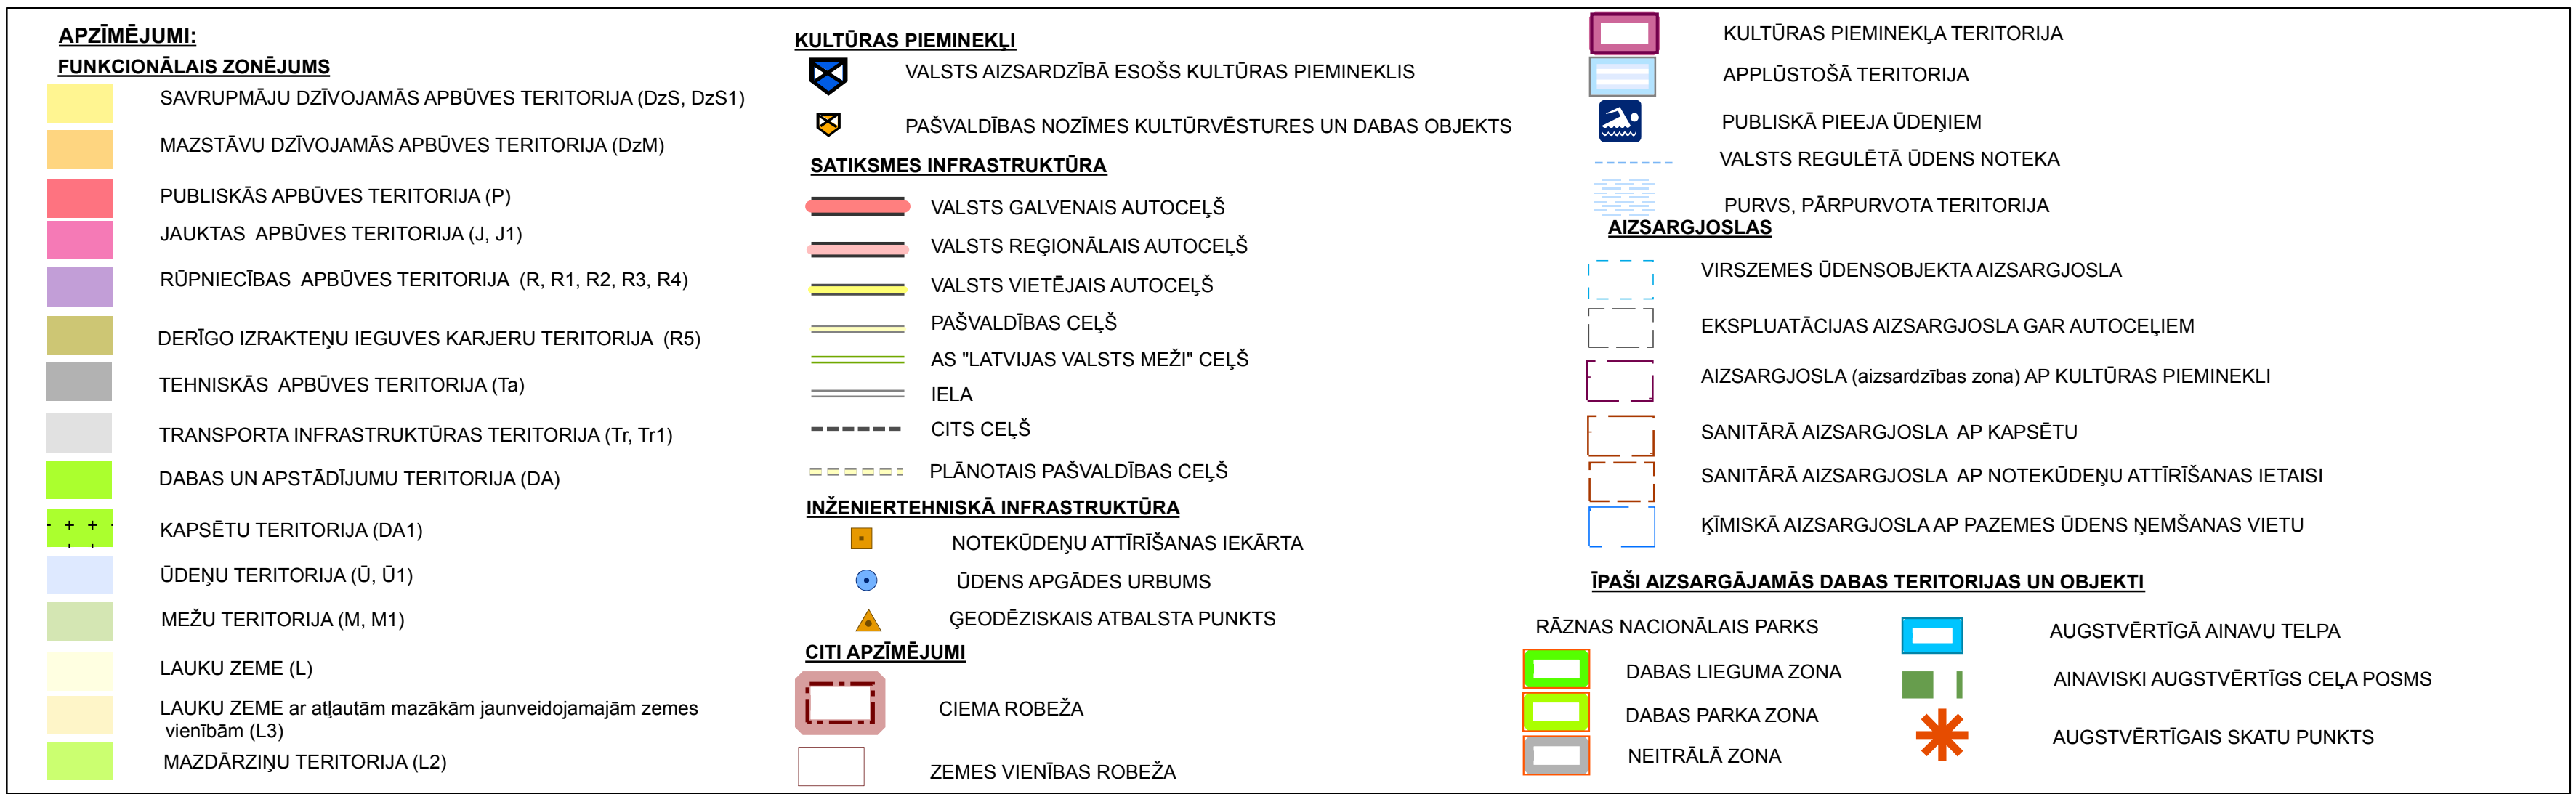 APZĪMĒJUMI:
FUNKCIONĀLAIS ZONĒJUMS
SAVRUPMĀJU DZĪVOJAMĀS APBŪVES TERITORIJA (DzS, DzS1)
MAZSTĀVU DZĪVOJAMĀS APBŪVES TERITORIJA (DzM)
PUBLISKĀS APBŪVES TERITORIJA (P)
JAUKTAS APBŪVES TERITORIJA (J, J1)
RŪPNIECĪBAS APBŪVES TERITORIJA (R, R1, R2, R3, R4)
DERĪGO IZRAKTEŅU IEGUVES KARJERU TERITORIJA (R5)
TEHNISKĀS APBŪVES TERITORIJA (Ta)
TRANSPORTA INFRASTRUKTŪRAS TERITORIJA (Tr, Tr1)
DABAS UN APSTĀDĪJUMU TERITORIJA (DA)
KAPSĒTU TERITORIJA (DA1)
ŪDEŅU TERITORIJA (Ū, Ū1)
MEŽU TERITORIJA (M, M1)
LAUKU ZEME (L)
LAUKU ZEME ar atļautām mazākām jaunveidojamajām zemes
vienībām (L3)
MAZDĀRZIŅU TERITORIJA (L2)
KULTŪRAS PIEMINEKĻI
VALSTS AIZSARDZĪBĀ ESOŠS KULTŪRAS PIEMINEKLIS
PAŠVALDĪBAS NOZĪMES KULTŪRVĒSTURES UN DABAS OBJEKTS
SATIKSMES INFRASTRUKTŪRA
VALSTS GALVENAIS AUTOCEĻŠ
VALSTS REĢIONĀLAIS AUTOCEĻŠ
VALSTS VIETĒJAIS AUTOCEĻŠ
PAŠVALDĪBAS CEĻŠ
AS "LATVIJAS VALSTS MEŽI" CEĻŠ
IELA
CITS CEĻŠ
PLĀNOTAIS PAŠVALDĪBAS CEĻŠ
INŽENIERTEHNISKĀ INFRASTRUKTŪRA
NOTEKŪDEŅU ATTĪRĪŠANAS IEKĀRTA
ŪDENS APGĀDES URBUMS
ĢEODĒZISKAIS ATBALSTA PUNKTS
CITI APZĪMĒJUMI
CIEMA ROBEŽA
ZEMES VIENĪBAS ROBEŽA
KULTŪRAS PIEMINEKĻA TERITORIJA
APPLŪSTOŠĀ TERITORIJA
PUBLISKĀ PIEEJA ŪDEŅIEM
VALSTS REGULĒTĀ ŪDENS NOTEKA
PURVS, PĀRPURVOTA TERITORIJA
AIZSARGJOSLAS
VIRSZEMES ŪDENSOBJEKTA AIZSARGJOSLA
EKSPLUATĀCIJAS AIZSARGJOSLA GAR AUTOCEĻIEM
AIZSARGJOSLA (aizsardzības zona) AP KULTŪRAS PIEMINEKLI
SANITĀRĀ AIZSARGJOSLA AP KAPSĒTU
SANITĀRĀ AIZSARGJOSLA AP NOTEKŪDEŅU ATTĪRĪŠANAS IETAISI
ĶĪMISKĀ AIZSARGJOSLA AP PAZEMES ŪDENS ŅEMŠANAS VIETU
ĪPAŠI AIZSARGĀJAMĀS DABAS TERITORIJAS UN OBJEKTI
RĀZNAS NACIONĀLAIS PARKS
DABAS LIEGUMA ZONA
DABAS PARKA ZONA
NEITRĀLĀ ZONA
AUGSTVĒRTĪGĀ AINAVU TELPA
AINAVISKI AUGSTVĒRTĪGS CEĻA POSMS
AUGSTVĒRTĪGAIS SKATU PUNKTS